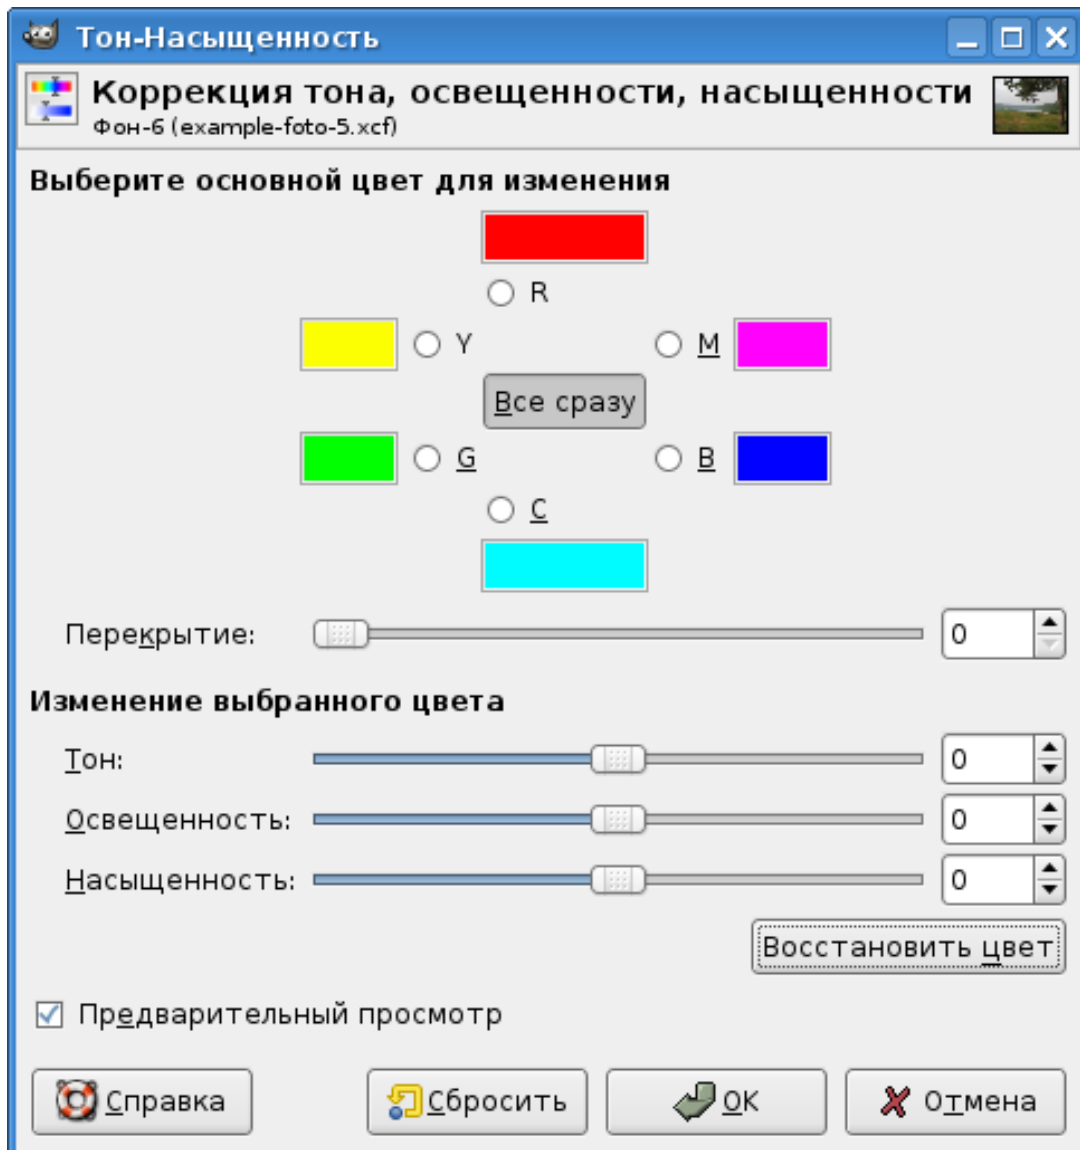 Тон-Насыщенность
Коррекция тона, освещенности, насыщенности
Фон-6 (example-foto-5.xcf)
Выберите основной цвет для изменения
R
Y M
Все сразу
G B
C
Перекрытие: 0
Изменение выбранного цвета
Тон: 0
Освещенность: 0
Насыщенность: 0
Восстановить цвет
Предварительный просмотр
Справка Сбросить OK Отмена